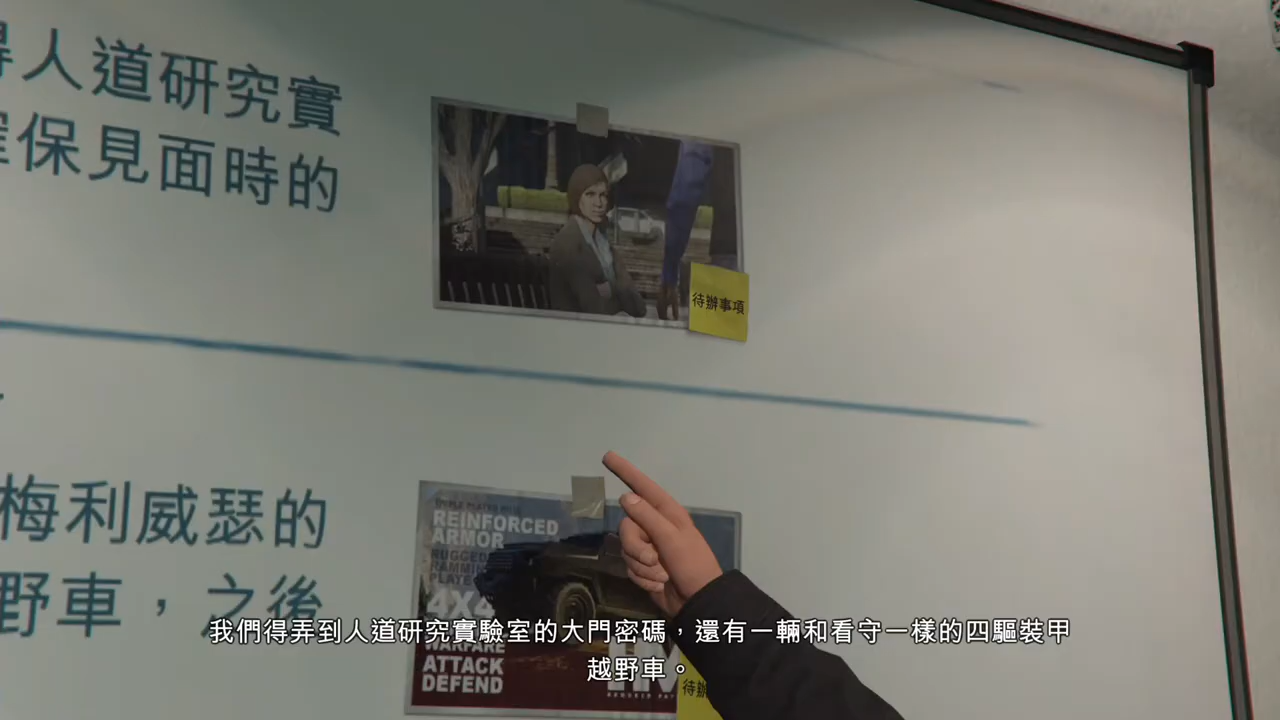 人道研究實
保見面時的
待辦事項
梅利威瑟的
野車，之後
REINFORCED
ARMOR
RUGGED
RAMMING
PLATE
4X4
WARFARE
ATTACK
DEFEND
待辦
我們得弄到人道研究實驗室的大門密碼，還有一輛和看守一樣的四驅裝甲
越野車。